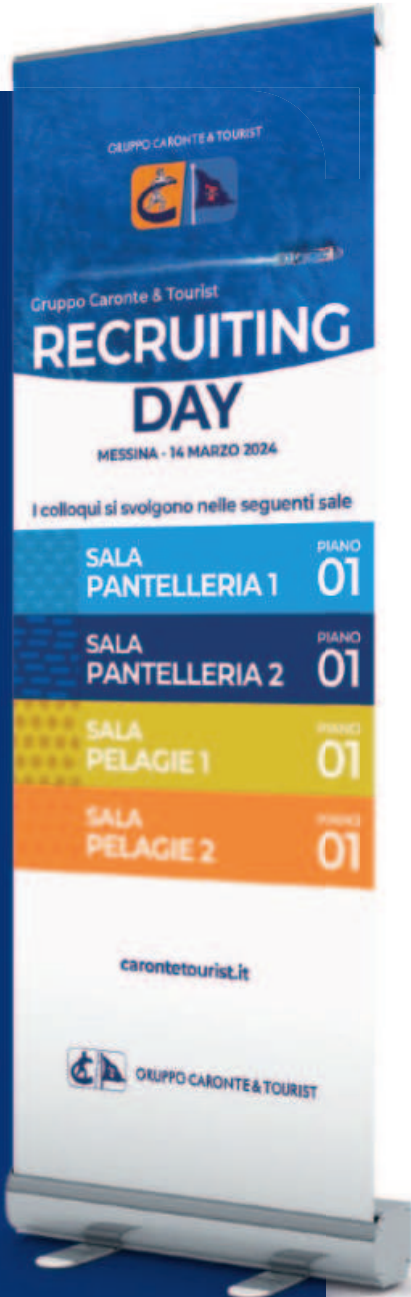 GRUPPO CARONTE & TOURIST
Gruppo Caronte & Tourist
RECRUITING
DAY
MESSINA - 14 MARZO 2024
I colloqui si svolgono nelle seguenti sale
SALA
PANTELLERIA 1
PIANO
01
SALA
PANTELLERIA 2
PIANO
01
SALA
PELAGIE 1
PIANO
01
SALA
PELAGIE 2
PIANO
01
carontetourist.it
GRUPPO CARONTE & TOURIST